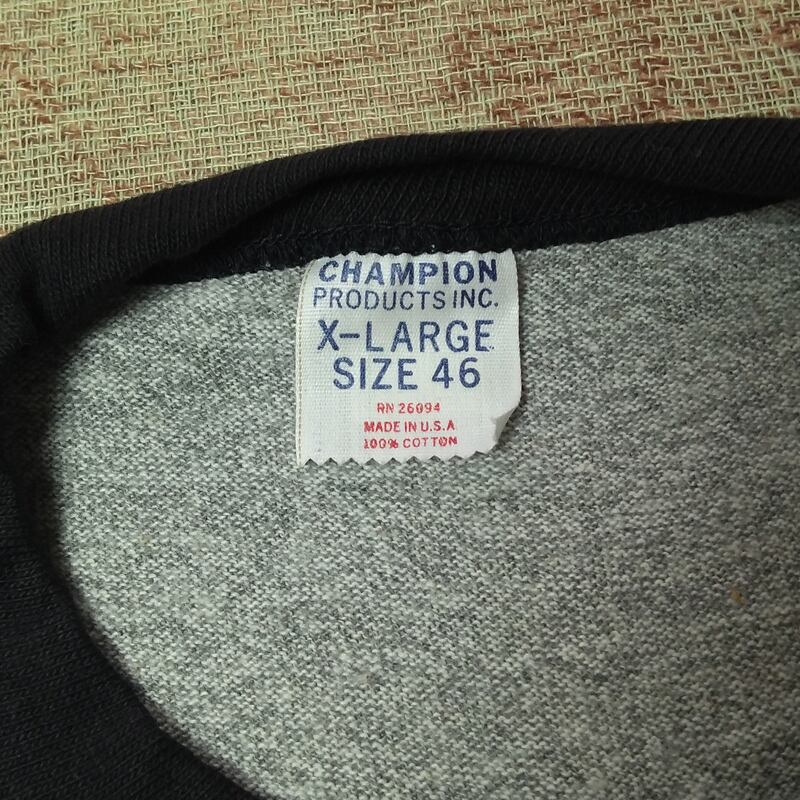 CHAMPION
PRODUCTS INC.
X-LARGE
SIZE 46
RN 26094
MADE IN U.S.A
100% COTTON